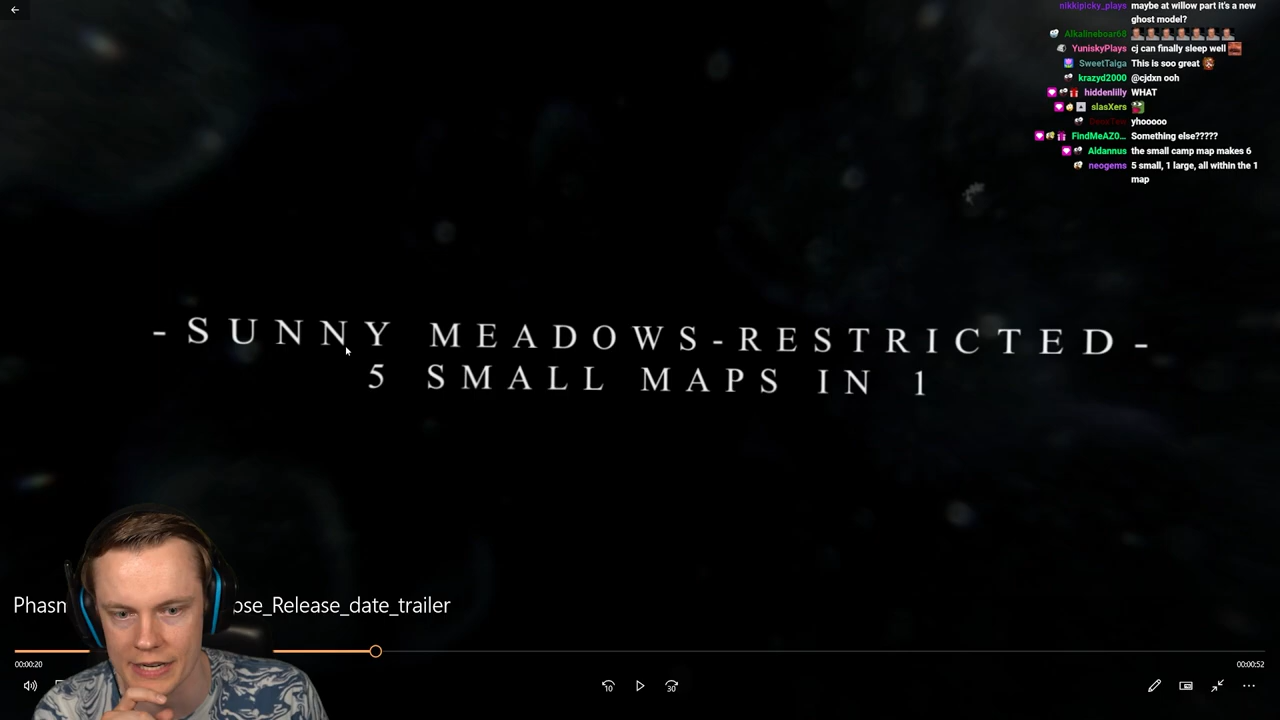 nikkipicky_plays maybe at willow part it's a new
ghost model?
Alkalineboar68
YuniskyPlays cj can finally sleep well
SweetTaiga This is soo great
krazyd2000 @cjdxn ooh
hiddenlilly WHAT
slasXers
yhooooo
FindMeAZ0... Something else?????
Aldannus the small camp map makes 6
neogems 5 small, 1 large, all within the 1
map
-SUNNY MEADOWS-RESTRICTED-
5 SMALL MAPS IN 1
Phasm ose_Release_date_trailer
00:00:20
00:00:52
10
30